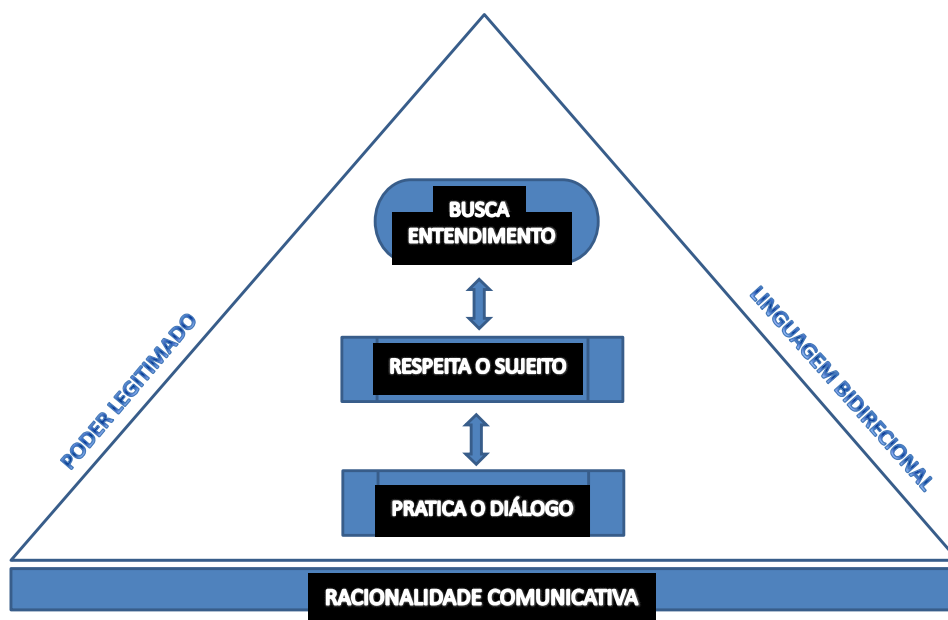 BUSCA
ENTENDIMENTO
PODER LEGITIMADO
LINGUAGEM BIDIRECIONAL
RESPEITA O SUJEITO
PRATICA O DIÁLOGO
RACIONALIDADE COMUNICATIVA